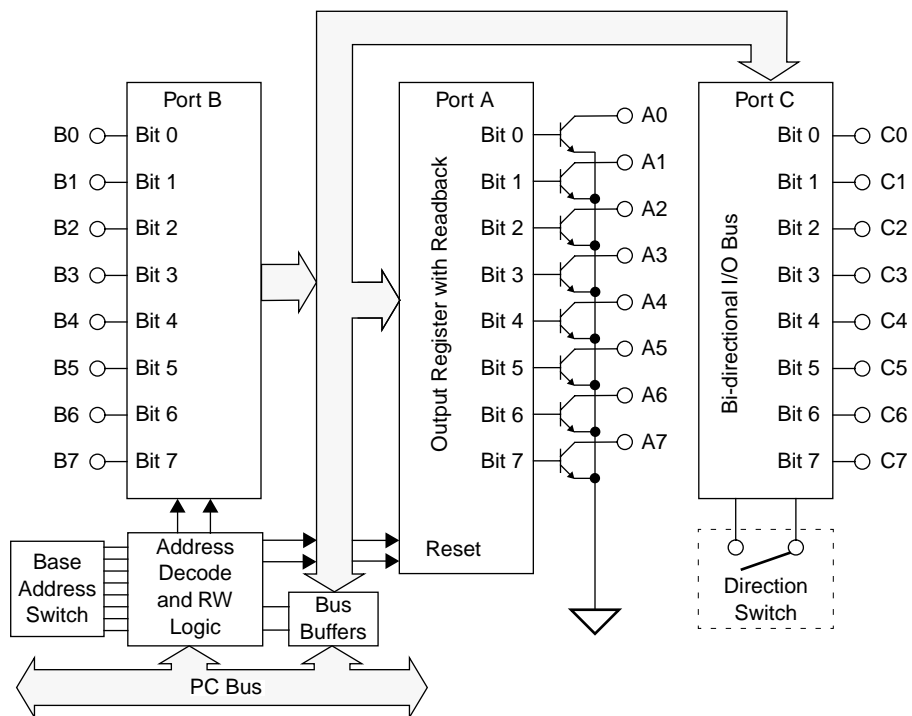 Port B
B0
Bit 0
B1
Bit 1
B2
Bit 2
B3
Bit 3
B4
Bit 4
B5
Bit 5
B6
Bit 6
B7
Bit 7
Port A
Output Register with Readback
Bit 0
A0
Bit 1
A1
Bit 2
A2
Bit 3
A3
Bit 4
A4
Bit 5
A5
Bit 6
A6
Bit 7
A7
Reset
Port C
Bi-directional I/O Bus
Bit 0
C0
Bit 1
C1
Bit 2
C2
Bit 3
C3
Bit 4
C4
Bit 5
C5
Bit 6
C6
Bit 7
C7
Direction
Switch
Base
Address
Switch
Address
Decode
and RW
Logic
Bus
Buffers
PC Bus